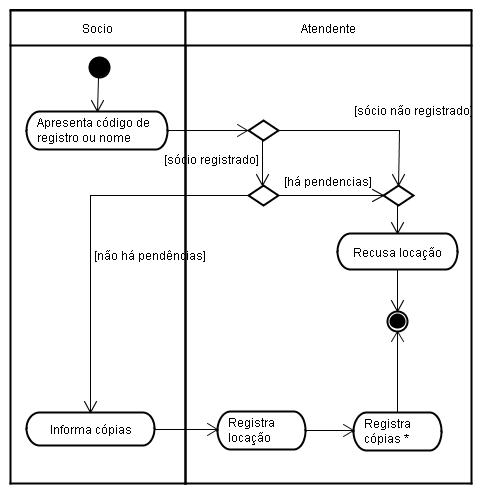 Socio
Atendente
Apresenta código de
registro ou nome
[sócio não registrado]
[sócio registrado]
[há pendencias]
[não há pendências]
Recusa locação
Informa cópias
Registra
locação
Registra
cópias *